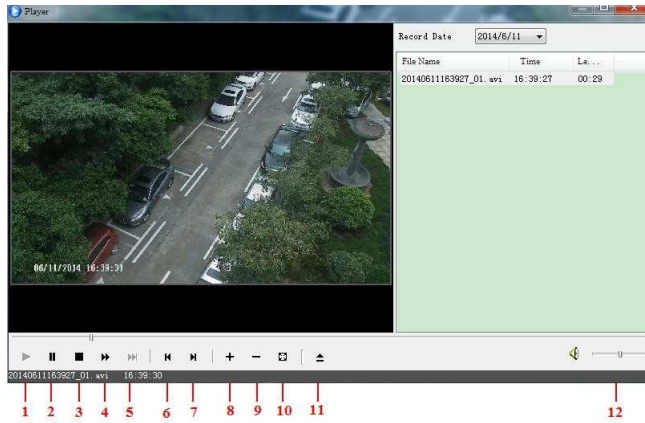 Player
Record Date 2014/6/11
File Name Time Le...
20140611163927_01.avi 16:39:27 00:29
06/11/2014 16:39:31
20140611163927_01.avi 16:39:30
1 2 3 4 5 6 7 8 9 10 11 12